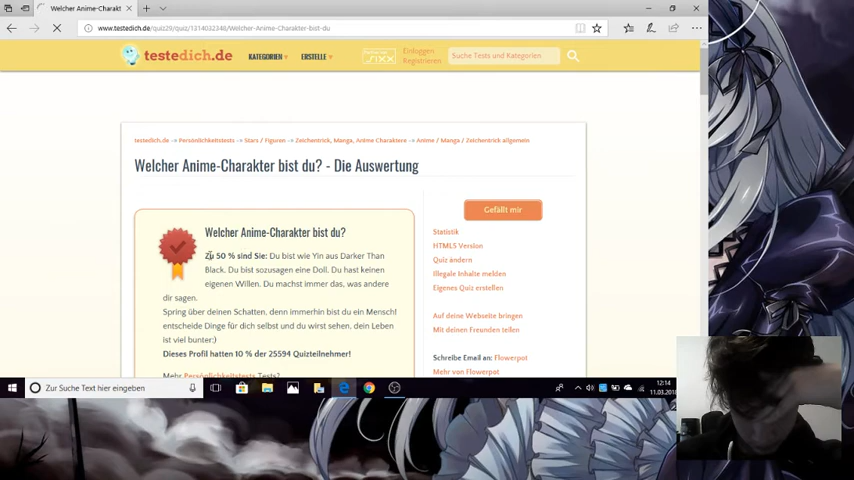 Welcher Anime-Charakter bist
www.testedich.de/quiz29/quiz/1314032348/Welcher-Anime-Charakter-bist-du
testedich.de
KATEGORIEN
ERSTELLE
sixx
Einloggen
Registrieren
Suche Tests und Kategorien
testedich.de -> Persönlichkeitstests -> Stars / Figuren -> Zeichentrick, Manga, Anime Charaktere -> Anime / Manga / Zeichentrick allgemein
Welcher Anime-Charakter bist du? - Die Auswertung
Welcher Anime-Charakter bist du?
Zu 50 % sind Sie: Du bist wie Yin aus Darker Than
Black. Du bist sozusagen eine Doll. Du hast keinen
eigenen Willen. Du machst immer das, was andere
dir sagen.
Spring über deinen Schatten, denn immerhin bist du ein Mensch!
entscheide Dinge für dich selbst und du wirst sehen, dein Leben
ist viel bunter;)
Dieses Profil hatten 10 % der 25594 Quizteilnehmer!
Mehr Persönlichkeitstests Tests?
Gefällt mir
Statistik
HTML5 Version
Quiz ändern
Illegale Inhalte melden
Eigenes Quiz erstellen
Auf deine Webseite bringen
Mit deinen Freunden teilen
Schreibe Email an: Flowerpot
Mehr von Flowerpot
Zur Suche Text hier eingeben
12:14
11.03.2018